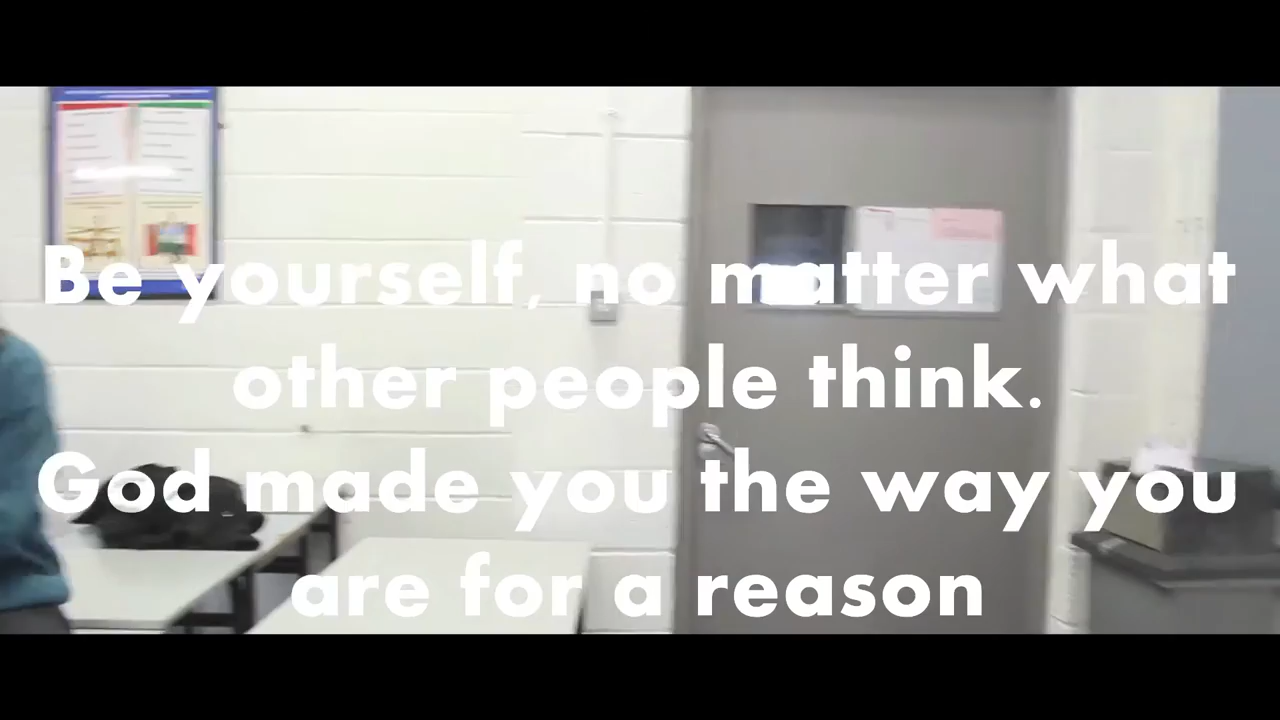 Be yourself, no matter what
other people think.
God made you the way you
are for a reason